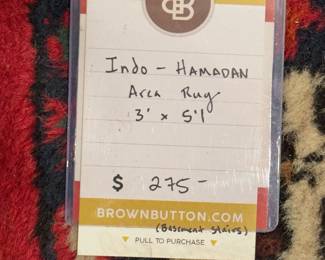 B
Indo - HAMADAN
Area Rug
3' x 5'1
$ 275-
BROWNBUTTON.COM
(Basement Stairs)
PULL TO PURCHASE